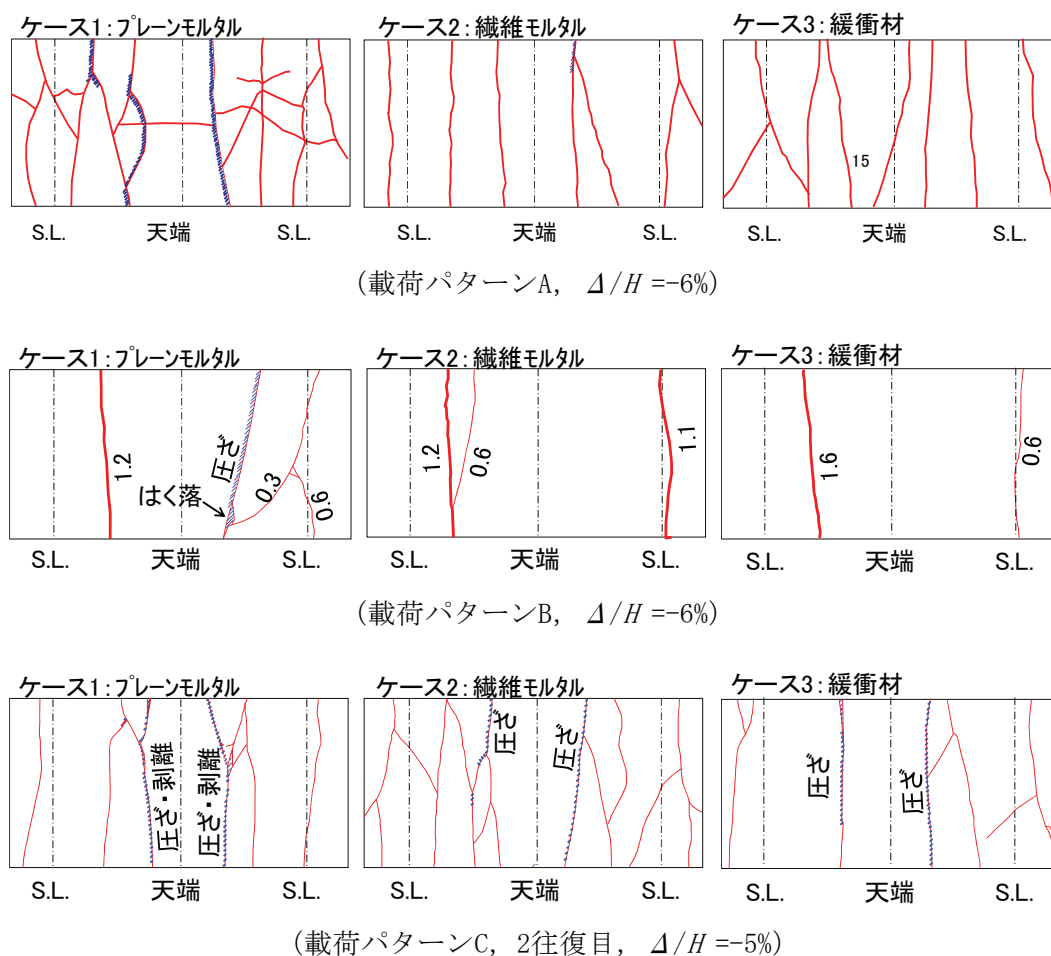 ケース1：プレーンモルタル
ケース2：繊維モルタル
ケース3：緩衝材
15
S.L. 天端 S.L.
S.L. 天端 S.L.
S.L. 天端 S.L.
(載荷パターンA, Δ/H=-6%)
ケース1：プレーンモルタル
ケース2：繊維モルタル
ケース3：緩衝材
1.2
圧ざ
はく落
0.3
0.6
1.2
0.6
1.1
1.6
0.6
S.L. 天端 S.L.
S.L. 天端 S.L.
S.L. 天端 S.L.
(載荷パターンB, Δ/H=-6%)
ケース1：プレーンモルタル
ケース2：繊維モルタル
ケース3：緩衝材
圧ざ・剥離
圧ざ・剥離
圧ざ
圧ざ
圧ざ
圧ざ
S.L. 天端 S.L.
S.L. 天端 S.L.
S.L. 天端 S.L.
(載荷パターンC, 2往復目, Δ/H=-5%)